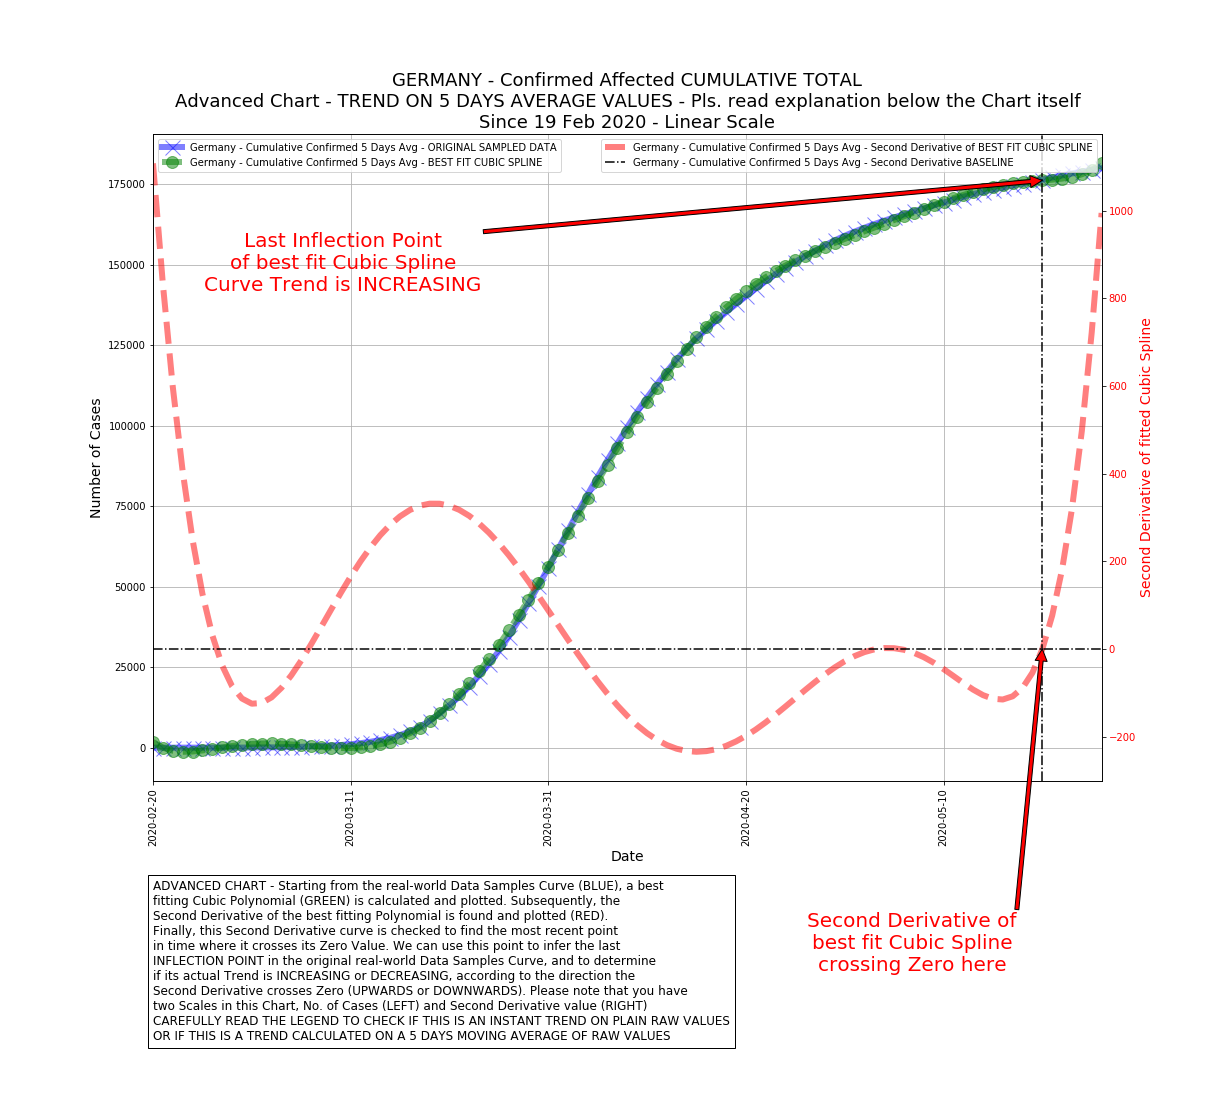 GERMANY - Confirmed Affected CUMULATIVE TOTAL
Advanced Chart - TREND ON 5 DAYS AVERAGE VALUES - Pls. read explanation below the Chart itself
Since 19 Feb 2020 - Linear Scale
Germany - Cumulative Confirmed 5 Days Avg - ORIGINAL SAMPLED DATA
Germany - Cumulative Confirmed 5 Days Avg - BEST FIT CUBIC SPLINE
Germany - Cumulative Confirmed 5 Days Avg - Second Derivative of BEST FIT CUBIC SPLINE
Germany - Cumulative Confirmed 5 Days Avg - Second Derivative BASELINE
Last Inflection Point
of best fit Cubic Spline
Curve Trend is INCREASING
Number of Cases
175000
150000
125000
100000
75000
50000
25000
0
1000
800
600
400
200
0
−200
Second Derivative of fitted Cubic Spline
2020-02-20
2020-03-11
2020-03-31
2020-04-20
2020-05-10
Date
ADVANCED CHART - Starting from the real-world Data Samples Curve (BLUE), a best
fitting Cubic Polynomial (GREEN) is calculated and plotted. Subsequently, the
Second Derivative of the best fitting Polynomial is found and plotted (RED).
Finally, this Second Derivative curve is checked to find the most recent point
in time where it crosses its Zero Value. We can use this point to infer the last
INFLECTION POINT in the original real-world Data Samples Curve, and to determine
if its actual Trend is INCREASING or DECREASING, according to the direction the
Second Derivative crosses Zero (UPWARDS or DOWNWARDS). Please note that you have
two Scales in this Chart, No. of Cases (LEFT) and Second Derivative value (RIGHT)
CAREFULLY READ THE LEGEND TO CHECK IF THIS IS AN INSTANT TREND ON PLAIN RAW VALUES
OR IF THIS IS A TREND CALCULATED ON A 5 DAYS MOVING AVERAGE OF RAW VALUES
Second Derivative of
best fit Cubic Spline
crossing Zero here